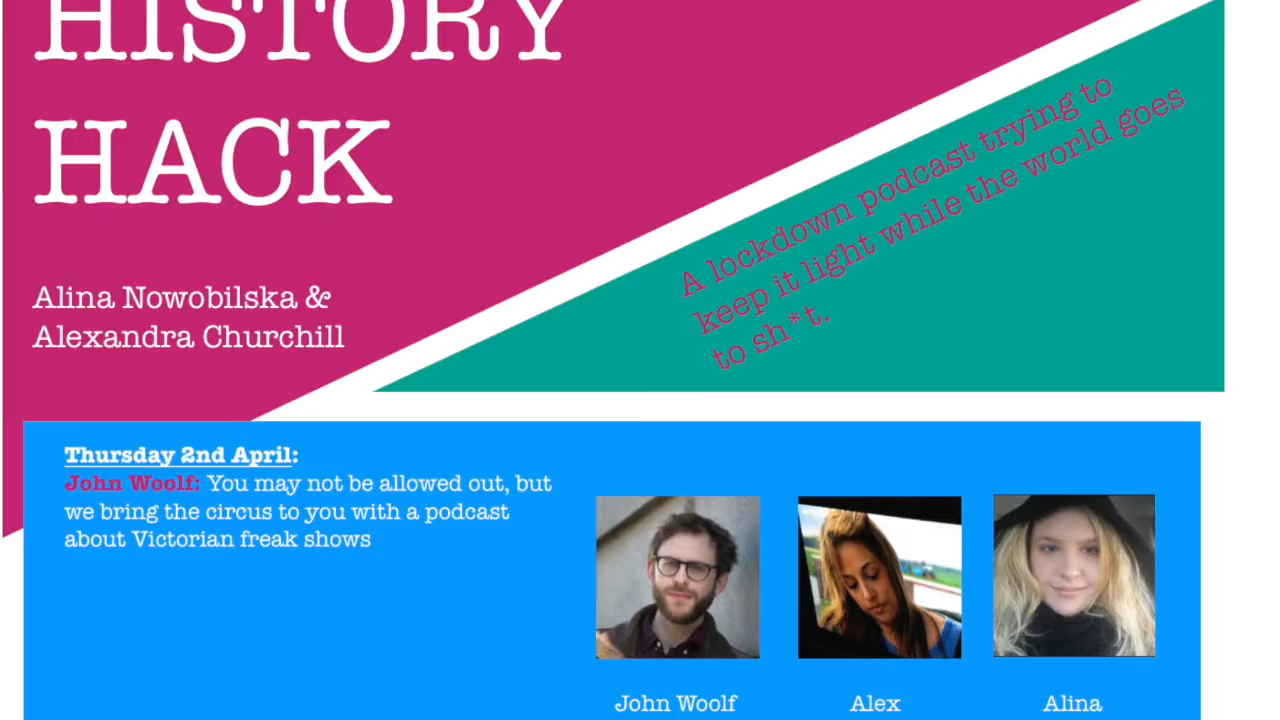 HISTORY
HACK
Alina Nowobilska &
Alexandra Churchill
A lockdown podcast trying to
keep it light while the world goes
to sh*t.
Thursday 2nd April:
John Woolf: You may not be allowed out, but
we bring the circus to you with a podcast
about Victorian freak shows
John Woolf
Alex
Alina